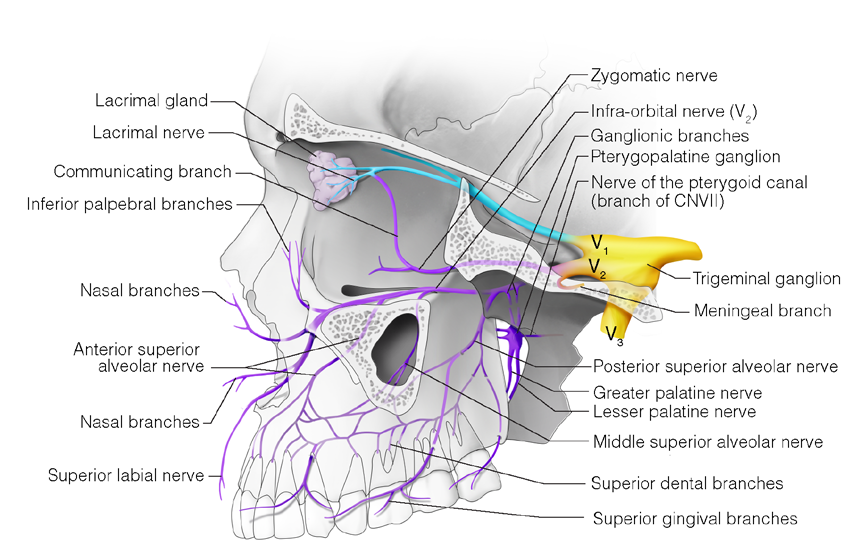 Lacrimal gland
Lacrimal nerve
Communicating branch
Inferior palpebral branches
Nasal branches
Anterior superior
alveolar nerve
Nasal branches
Superior labial nerve
Zygomatic nerve
Infra-orbital nerve (V2)
Ganglionic branches
Pterygopalatine ganglion
Nerve of the pterygoid canal
(branch of CNVII)
V1
V2
Trigeminal ganglion
Meningeal branch
V3
Posterior superior alveolar nerve
Greater palatine nerve
Lesser palatine nerve
Middle superior alveolar nerve
Superior dental branches
Superior gingival branches